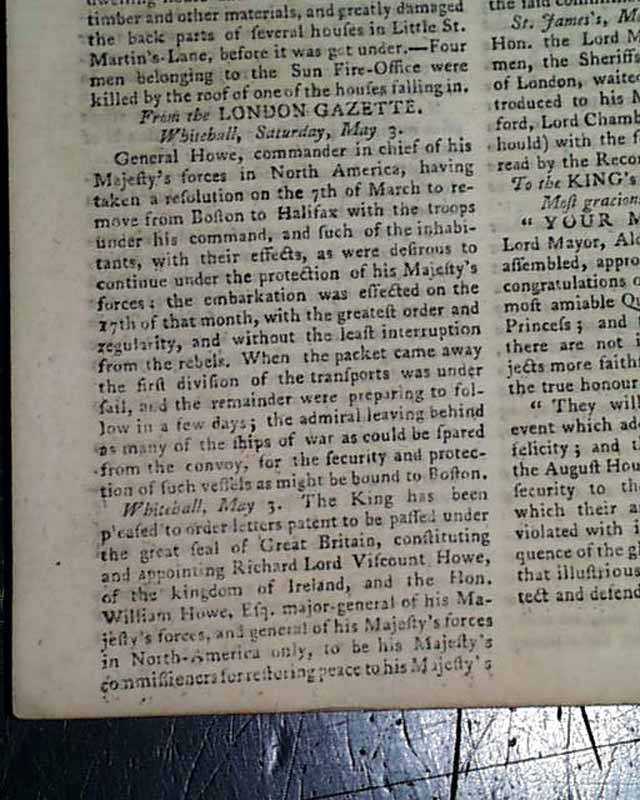 timber and other materials, and greatly damaged
the back parts of ſeveral houſes in Little St.
Martin's-Lane, before it was got under.—Four
men belonging to the Sun Fire-Office were
killed by the roof of one of the houſes falling in.
From the LONDON GAZETTE.
Whitehall, Saturday, May 3.
General Howe, commander in chief of his
Majeſty's forces in North America, having
taken a reſolution on the 7th of March to re-
move from Boſton to Halifax with the troops
under his command, and ſuch of the inhabi-
tants, with their effects, as were deſirous to
continue under the protection of his Majeſty's
forces; the embarkation was effected on the
17th of that month, with the greateſt order and
regularity, and without the leaſt interruption
from the rebels. When the packet came away
the firſt diviſion of the tranſports was under
ſail, and the remainder were preparing to fol-
low in a few days; the admiral leaving behind
as many of the ſhips of war as could be ſpared
from the convoy, for the ſecurity and protec-
tion of ſuch veſſels as might be bound to Boſton.
Whitehall, May 3. The King has been
pleaſed to order letters patent to be paſſed under
the great ſeal of Great Britain, conſtituting
and appointing Richard Lord Viſcount Howe,
of the kingdom of Ireland, and the Hon.
William Howe, Eſq. major-general of his Ma-
jeſty's forces, and general of his Majeſty's forces
in North-America only, to be his Majeſty's
commiſſioners for reſtoring peace to his Majeſty's
St. James's, M
Hon. the Lord M
men, the Sheriffs
of London, waite
troduced to his M
ford, Lord Chamb
hould) with the f
read by the Recor
To the KING's
Moſt gracious
“ YOUR M
Lord Mayor, Ald
aſſembled, appro
congratulations o
moſt amiable Qu
Princeſs; and
there are not i
jects more faithf
the true honour
“ They will
event which ad
felicity; and t
the Auguſt Hou
ſecurity to th
which their a
violated with i
quence of the gl
that illuſtrious
tect and defend